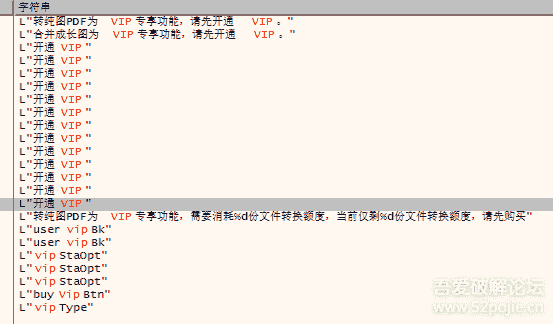 字符串
L"转纯图PDF为 VIP 专享功能,请先开通 VIP 。"
L"合并成长图为 VIP 专享功能,请先开通 VIP 。"
L"开通 VIP "
L"开通 VIP "
L"开通 VIP "
L"开通 VIP "
L"开通 VIP "
L"开通 VIP "
L"开通 VIP "
L"开通 VIP "
L"开通 VIP "
L"开通 VIP "
L"开通 VIP "
L"开通 VIP "
L"开通 VIP "
L"转纯图PDF为 VIP 专享功能,需要消耗%d份文件转换额度,当前仅剩%d份文件转换额度,请先购买"
L"user vip Bk"
L"user vip Bk"
L"vip StaOpt"
L"vip StaOpt"
L"vip StaOpt"
L"buy Vip Btn"
L"vip Type"
吾爱破解论坛
www.52pojie.cn